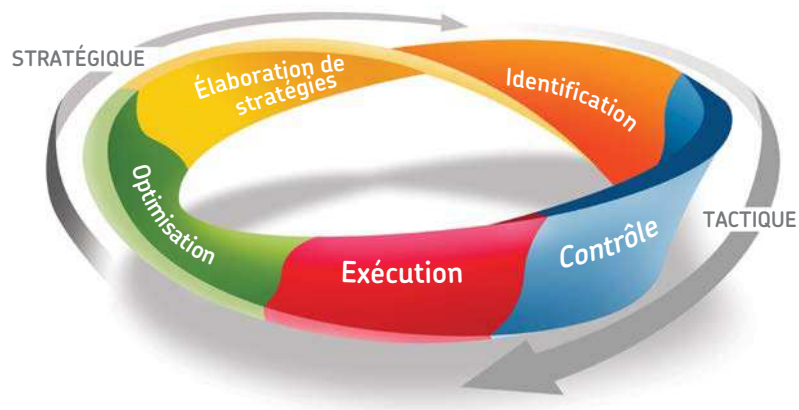 STRATÉGIQUE
Élaboration de
stratégies
Identification
Optimisation
Exécution
Contrôle
TACTIQUE